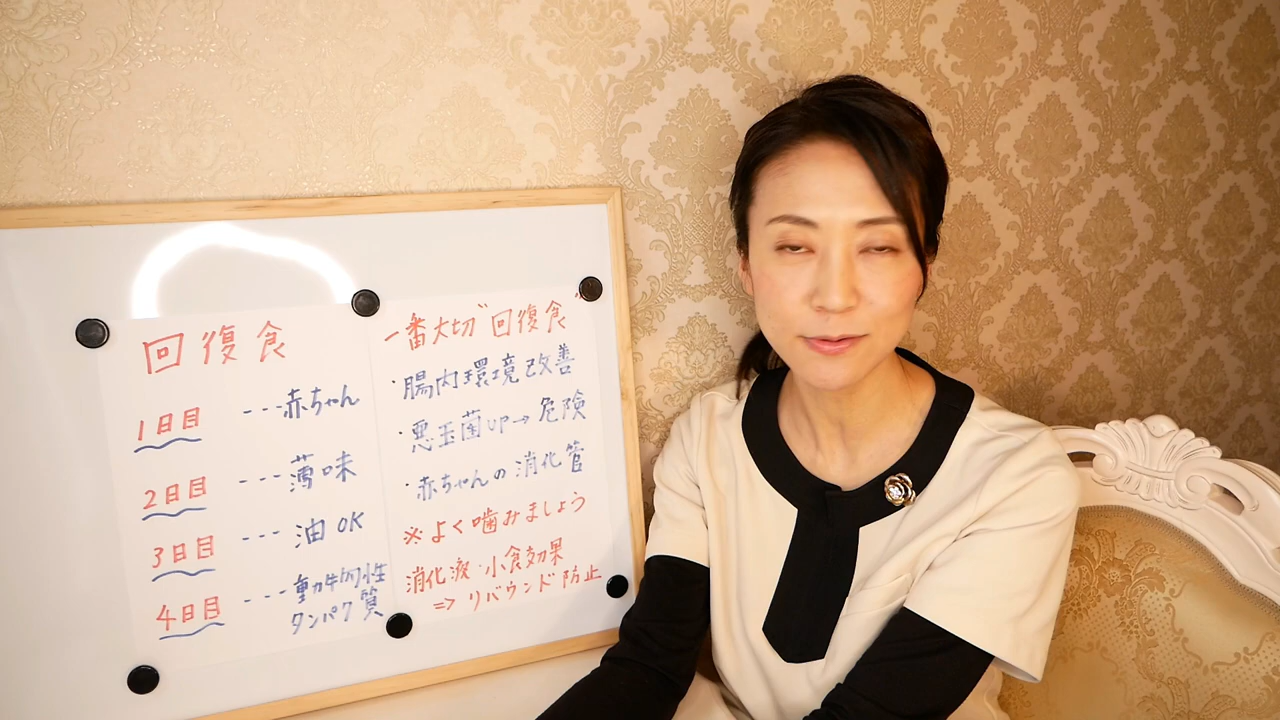 回復食
1日目 ---赤ちゃん
2日目 ---薄味
3日目 ---油OK
4日目 ---動物性
タンパク質
一番大切"回復食"
・腸内環境改善
・悪玉菌UP→危険
・赤ちゃんの消化管
※よく噛みましょう
消化液・小食効果
=> リバウンド防止